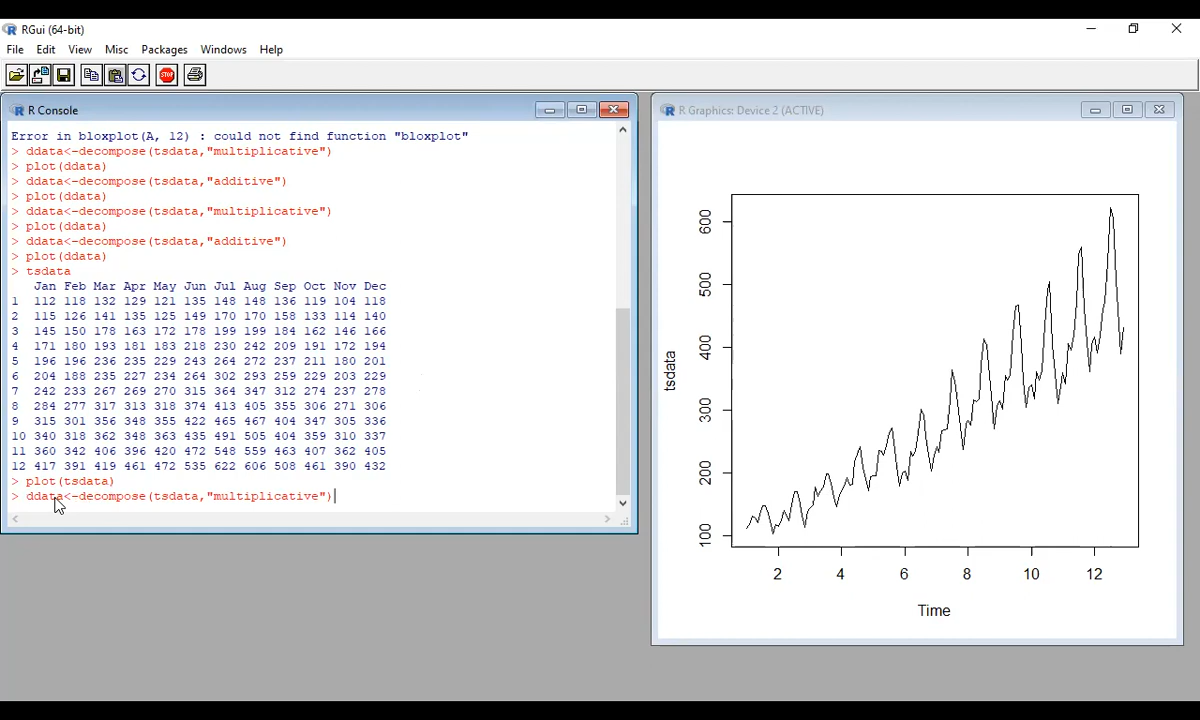 RGui (64-bit)
File Edit View Misc Packages Windows Help
STOP
R Console
Error in bloxplot(A, 12) : could not find function "bloxplot"
> ddata<-decompose(tsdata,"multiplicative")
> plot(ddata)
> ddata<-decompose(tsdata,"additive")
> plot(ddata)
> ddata<-decompose(tsdata,"multiplicative")
> plot(ddata)
> ddata<-decompose(tsdata,"additive")
> plot(ddata)
> tsdata
Jan Feb Mar Apr May Jun Jul Aug Sep Oct Nov Dec
1 112 118 132 129 121 135 148 148 136 119 104 118
2 115 126 141 135 125 149 170 170 158 133 114 140
3 145 150 178 163 172 178 199 199 184 162 146 166
4 171 180 193 181 183 218 230 242 209 191 172 194
5 196 196 236 235 229 243 264 272 237 211 180 201
6 204 188 235 227 234 264 302 293 259 229 203 229
7 242 233 267 269 270 315 364 347 312 274 237 278
8 284 277 317 313 318 374 413 405 355 306 271 306
9 315 301 356 348 355 422 465 467 404 347 305 336
10 340 318 362 348 363 435 491 505 404 359 310 337
11 360 342 406 396 420 472 548 559 463 407 362 405
12 417 391 419 461 472 535 622 606 508 461 390 432
> plot(tsdata)
> ddata<-decompose(tsdata,"multiplicative")
R Graphics: Device 2 (ACTIVE)
tsdata
600
500
400
300
200
100
2 4 6 8 10 12
Time